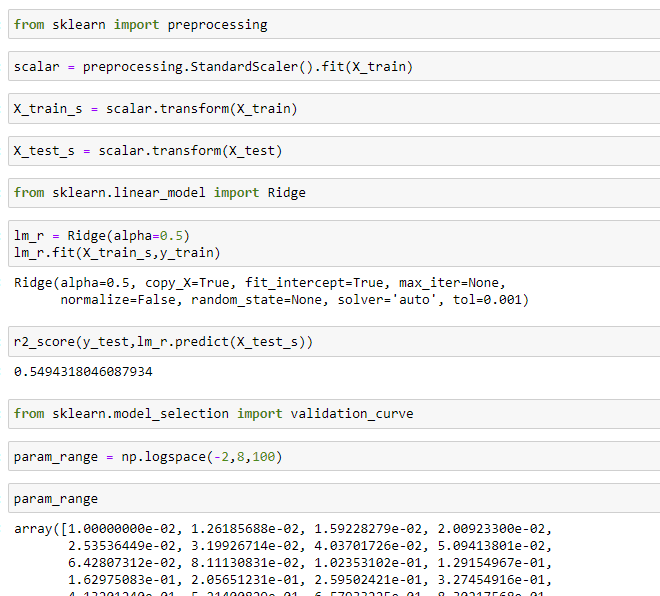 from sklearn import preprocessing
scalar = preprocessing.StandardScaler().fit(X_train)
X_train_s = scalar.transform(X_train)
X_test_s = scalar.transform(X_test)
from sklearn.linear_model import Ridge
lm_r = Ridge(alpha=0.5)
lm_r.fit(X_train_s,y_train)
Ridge(alpha=0.5, copy_X=True, fit_intercept=True, max_iter=None,
normalize=False, random_state=None, solver='auto', tol=0.001)
r2_score(y_test,lm_r.predict(X_test_s))
0.5494318046087934
from sklearn.model_selection import validation_curve
param_range = np.logspace(-2,8,100)
param_range
array([1.00000000e-02, 1.26185688e-02, 1.59228279e-02, 2.00923300e-02,
2.53536449e-02, 3.19926714e-02, 4.03701726e-02, 5.09413801e-02,
6.42807312e-02, 8.11130831e-02, 1.02353102e-01, 1.29154967e-01,
1.62975083e-01, 2.05651231e-01, 2.59502421e-01, 3.27454916e-01,